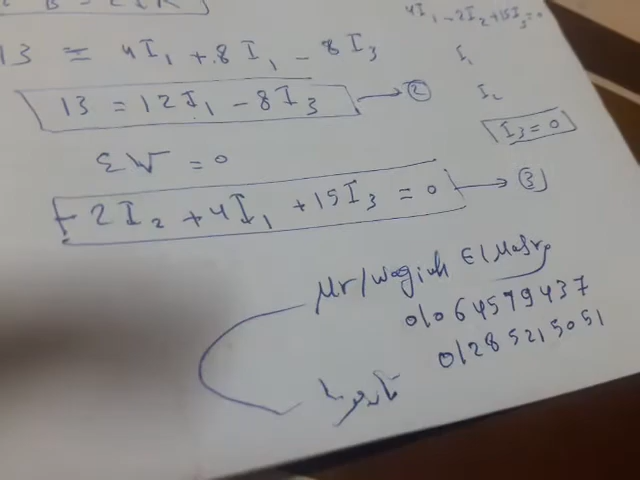 4I₁ - 2I₂ + 15I₃ = 0
13 = 4I₁ + 8I₁ - 8I₃
I₁
13 = 12I₁ - 8I₃ → ②
I₂
I₃ = 0
ΣV = 0
- 2I₂ + 4I₁ + 15I₃ = 0 → ③
Mr/Wagieh ElMasry
01064579437
01285215051